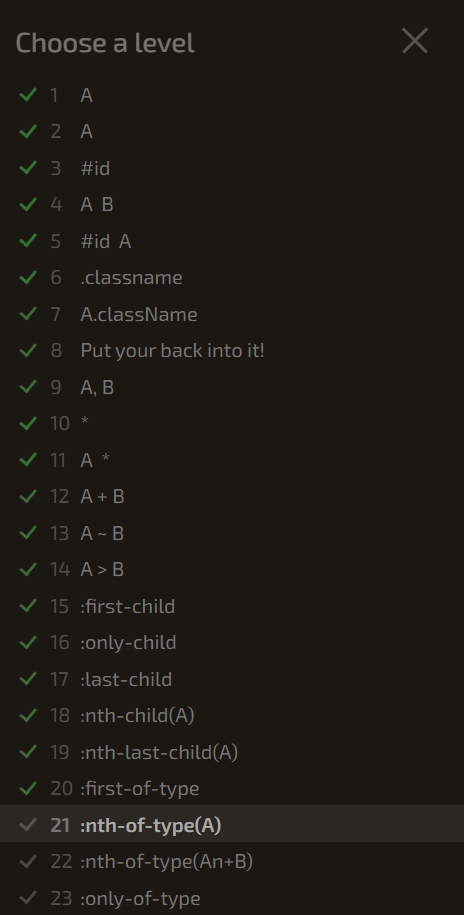 Choose a level
1 A
2 A
3 #id
4 A B
5 #id A
6 .classname
7 A.className
8 Put your back into it!
9 A, B
10 *
11 A *
12 A + B
13 A ~ B
14 A > B
15 :first-child
16 :only-child
17 :last-child
18 :nth-child(A)
19 :nth-last-child(A)
20 :first-of-type
21 :nth-of-type(A)
22 :nth-of-type(An+B)
23 :only-of-type